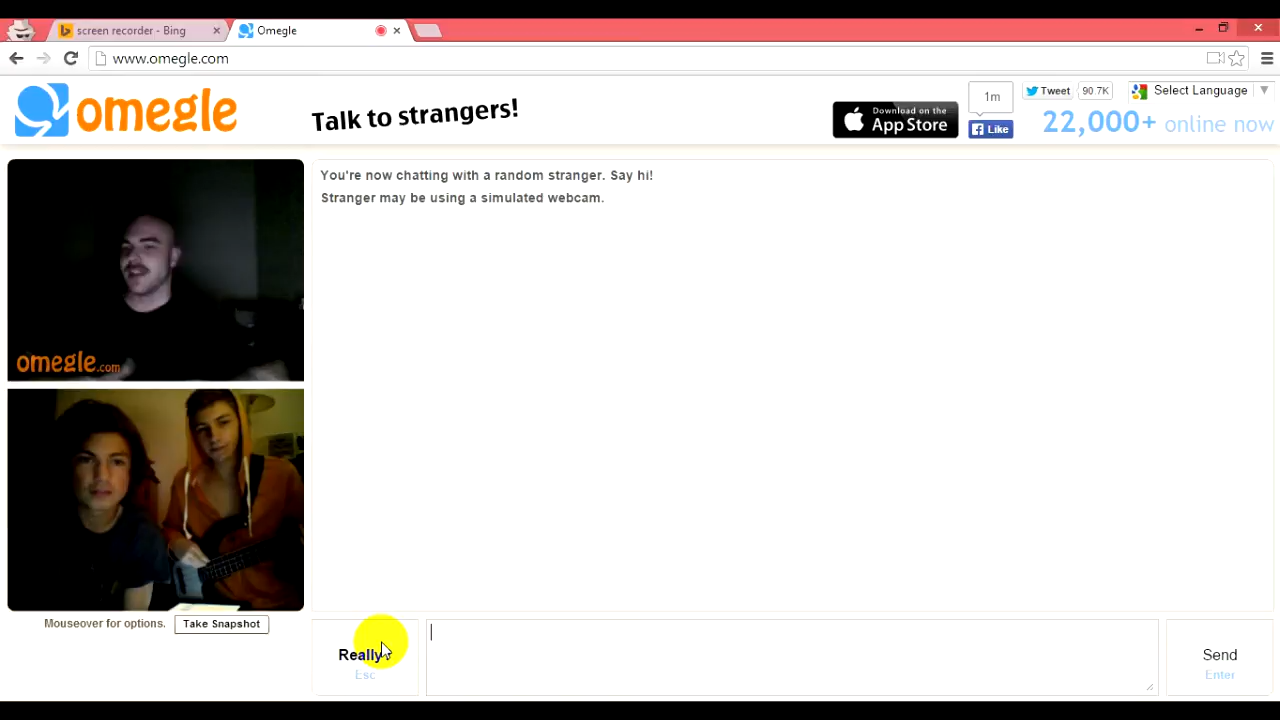 screen recorder - Bing
Omegle
www.omegle.com
omegle
Talk to strangers!
Download on the
App Store
1m
Like
Tweet
90.7K
Select Language
22,000+ online now
You're now chatting with a random stranger. Say hi!
Stranger may be using a simulated webcam.
omegle.com
Mouseover for options.
Take Snapshot
Really?
Esc
Send
Enter